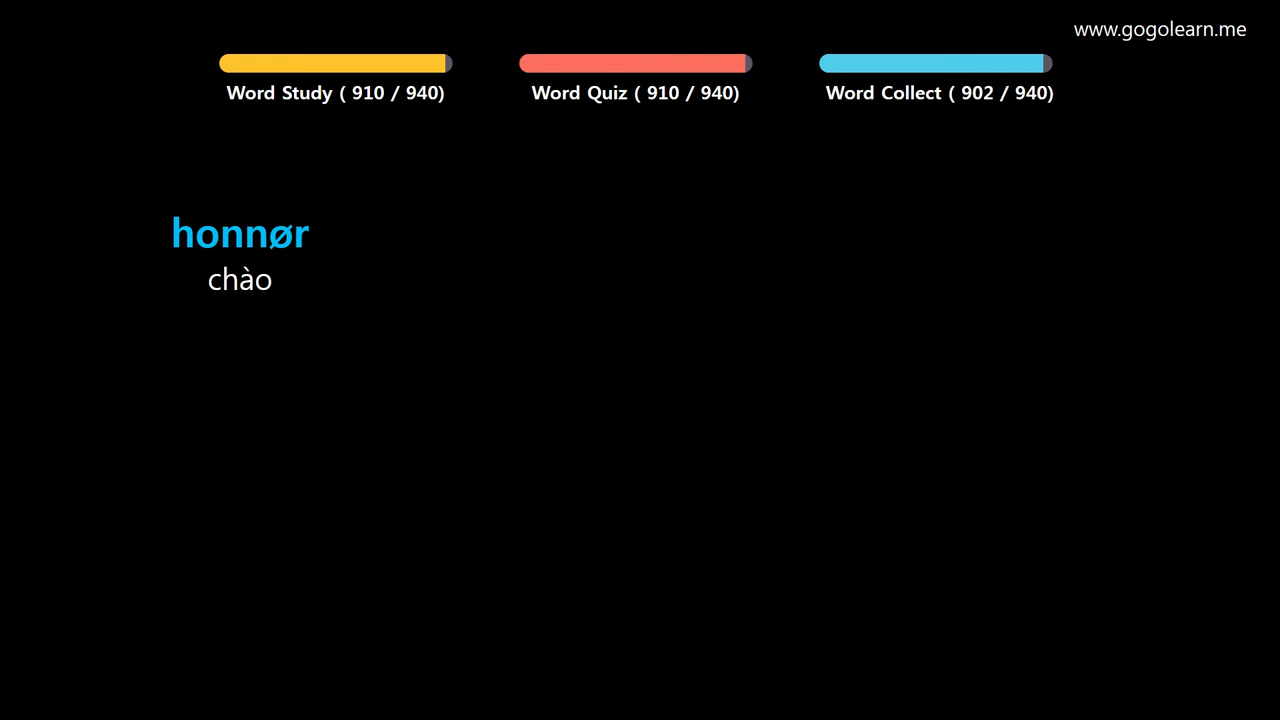 www.gogolearn.me
Word Study ( 910 / 940)
Word Quiz ( 910 / 940)
Word Collect ( 902 / 940)
honnør
chào